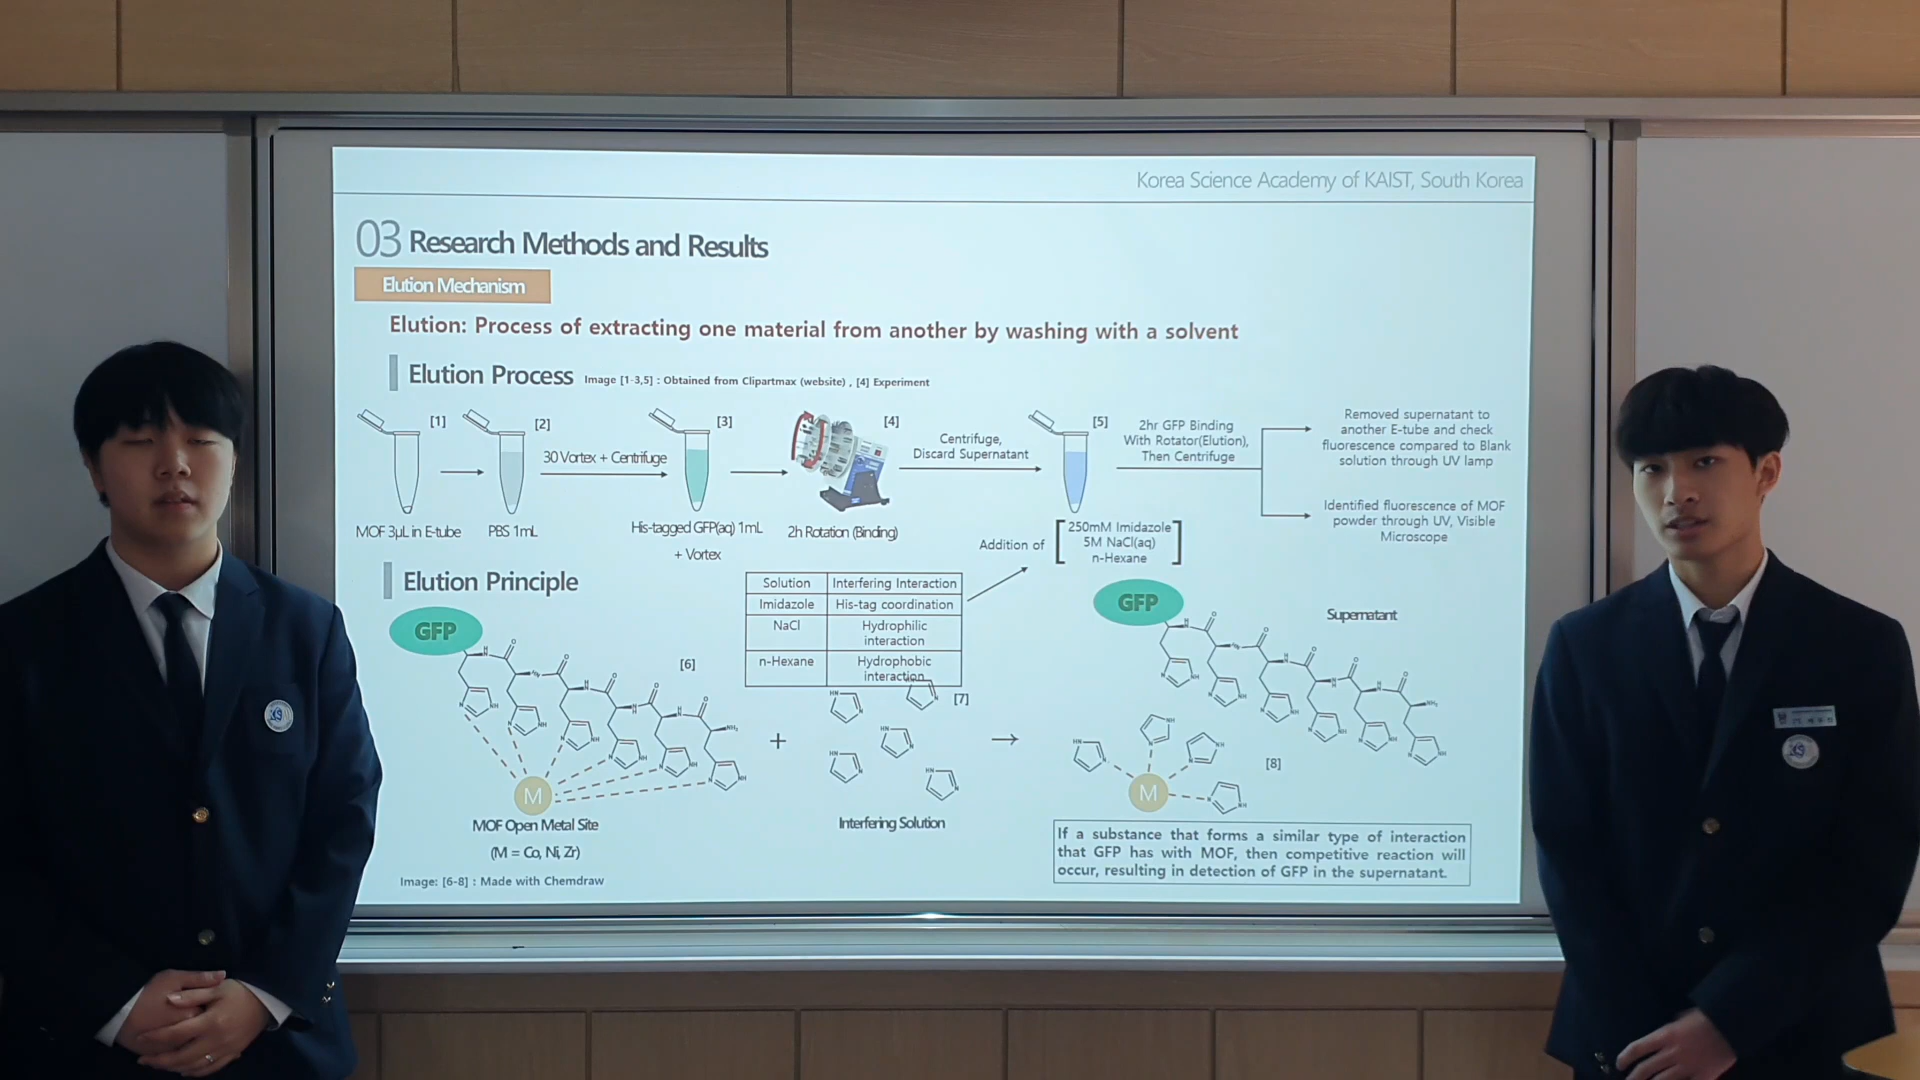 Korea Science Academy of KAIST, South Korea
03 Research Methods and Results
Elution Mechanism
Elution: Process of extracting one material from another by washing with a solvent
Elution Process Image [1-3,5] : Obtained from Clipartmax (website) , [4] Experiment
[1]
[2]
[3]
[4]
[5]
30 Vortex + Centrifuge
Centrifuge,
Discard Supernatant
2hr GFP Binding
With Rotator(Elution),
Then Centrifuge
Removed supernatant to
another E-tube and check
fluorescence compared to Blank
solution through UV lamp
Identified fluorescence of MOF
powder through UV, Visible
Microscope
MOF 3μL in E-tube
PBS 1mL
His-tagged GFP(aq) 1mL
+ Vortex
2h Rotation (Binding)
Addition of
250mM Imidazole
5M NaCl(aq)
n-Hexane
Elution Principle
Solution Interfering Interaction
Imidazole His-tag coordination
NaCl Hydrophilic
interaction
n-Hexane Hydrophobic
interaction
GFP
[6]
M
MOF Open Metal Site
(M = Co, Ni, Zr)
+
[7]
Interfering Solution
GFP
Supernatant
[8]
M
If a substance that forms a similar type of interaction
that GFP has with MOF, then competitive reaction will
occur, resulting in detection of GFP in the supernatant.
Image: [6-8] : Made with Chemdraw